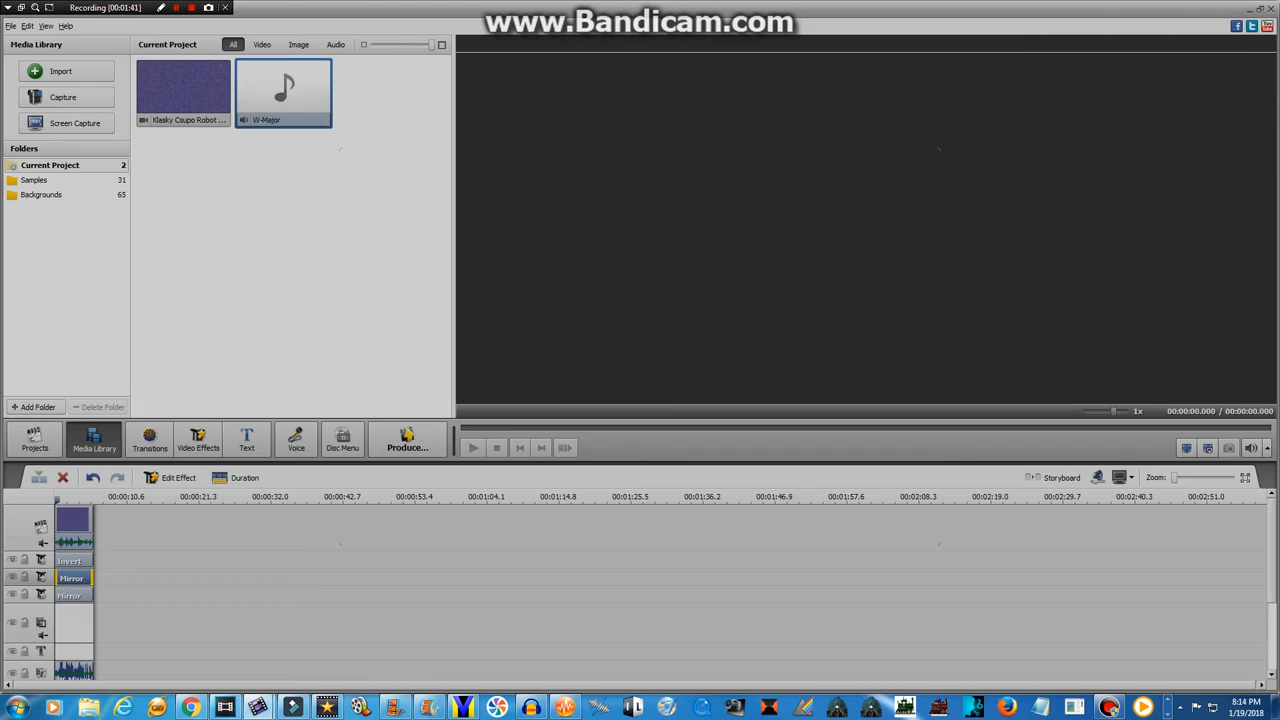 Recording [00:01:41]
www.Bandicam.com
File Edit View Help
Media Library
Current Project
All Video Image Audio
Import
Capture
Screen Capture
Klasky Csupo Robot ...
W-Major
Folders
Current Project 2
Samples 31
Backgrounds 65
+ Add Folder
Delete Folder
1x
00:00:00.000 / 00:00:00.000
Projects
Media Library
Transitions
Video Effects
Text
Voice
Disc Menu
Produce...
Edit Effect
Duration
Storyboard
Zoom:
00:00:10.6 00:00:21.3 00:00:32.0 00:00:42.7 00:00:53.4 00:01:04.1 00:01:14.8 00:01:25.5 00:01:36.2 00:01:46.9 00:01:57.6 00:02:08.3 00:02:19.0 00:02:29.7 00:02:40.3 00:02:51.0
Invert
Mirror
Mirror
8:14 PM
1/19/2018